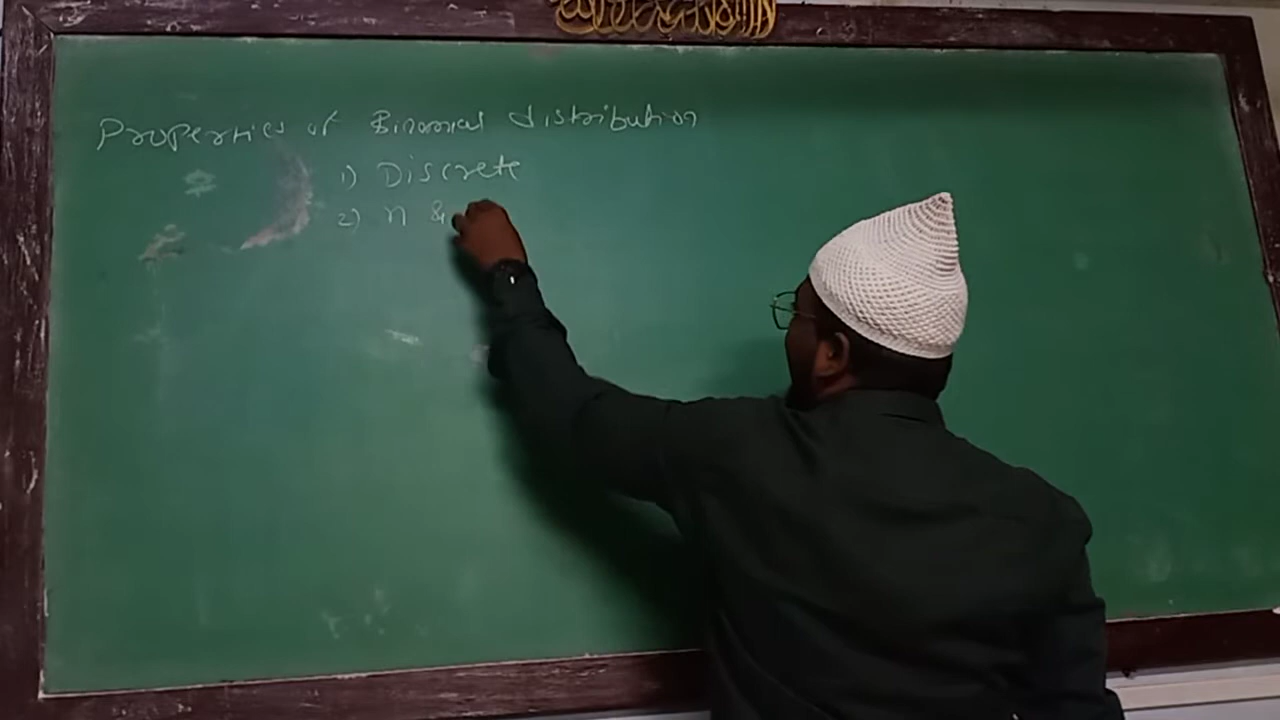 Properties of Binomial distribution
1) Discrete
2) n &